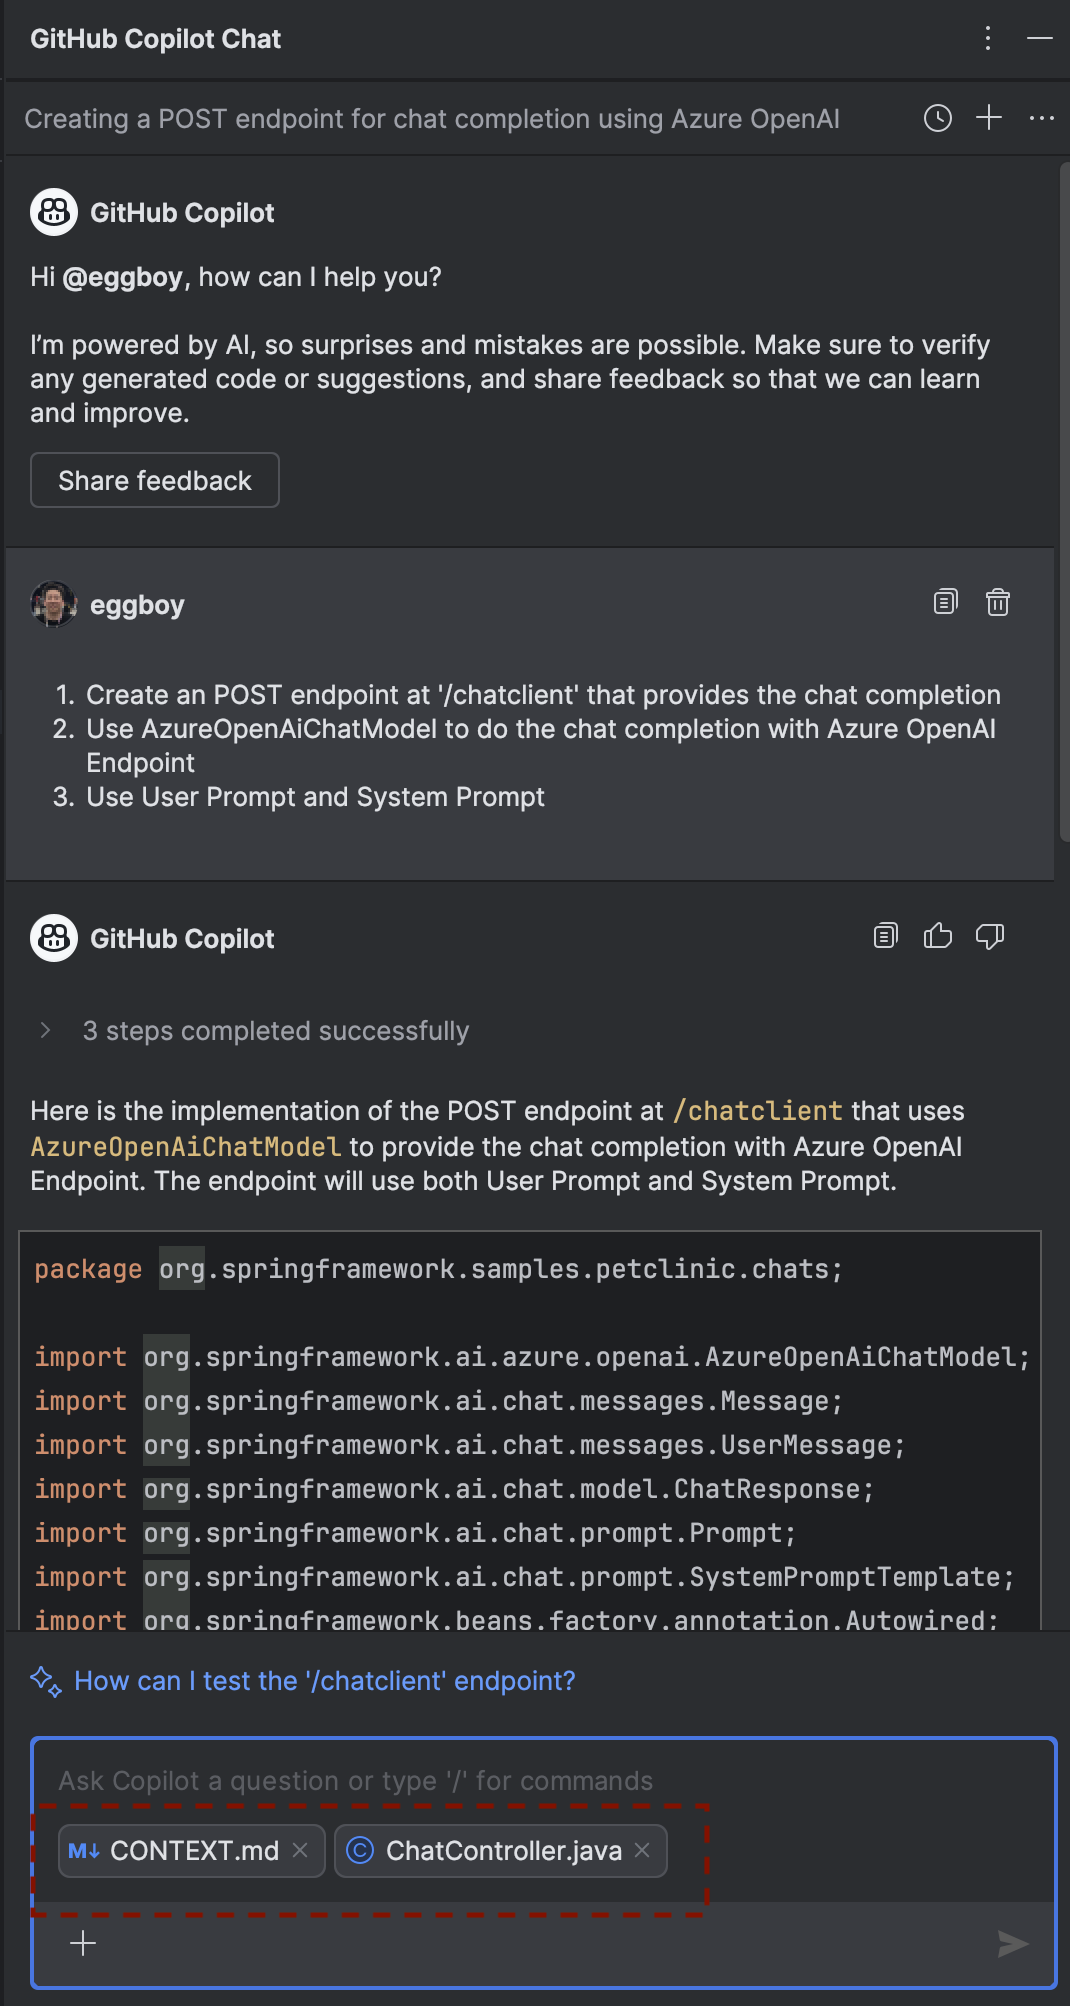 GitHub Copilot Chat
Creating a POST endpoint for chat completion using Azure OpenAI
GitHub Copilot
Hi @eggboy, how can I help you?
I’m powered by AI, so surprises and mistakes are possible. Make sure to verify
any generated code or suggestions, and share feedback so that we can learn
and improve.
Share feedback
eggboy
1. Create an POST endpoint at '/chatclient' that provides the chat completion
2. Use AzureOpenAiChatModel to do the chat completion with Azure OpenAI
Endpoint
3. Use User Prompt and System Prompt
GitHub Copilot
3 steps completed successfully
Here is the implementation of the POST endpoint at /chatclient that uses
AzureOpenAiChatModel to provide the chat completion with Azure OpenAI
Endpoint. The endpoint will use both User Prompt and System Prompt.
package org.springframework.samples.petclinic.chats;
import org.springframework.ai.azure.openai.AzureOpenAiChatModel;
import org.springframework.ai.chat.messages.Message;
import org.springframework.ai.chat.messages.UserMessage;
import org.springframework.ai.chat.model.ChatResponse;
import org.springframework.ai.chat.prompt.Prompt;
import org.springframework.ai.chat.prompt.SystemPromptTemplate;
import org.springframework.beans.factory.annotation.Autowired;
How can I test the '/chatclient' endpoint?
Ask Copilot a question or type '/' for commands
M↓ CONTEXT.md × © ChatController.java ×